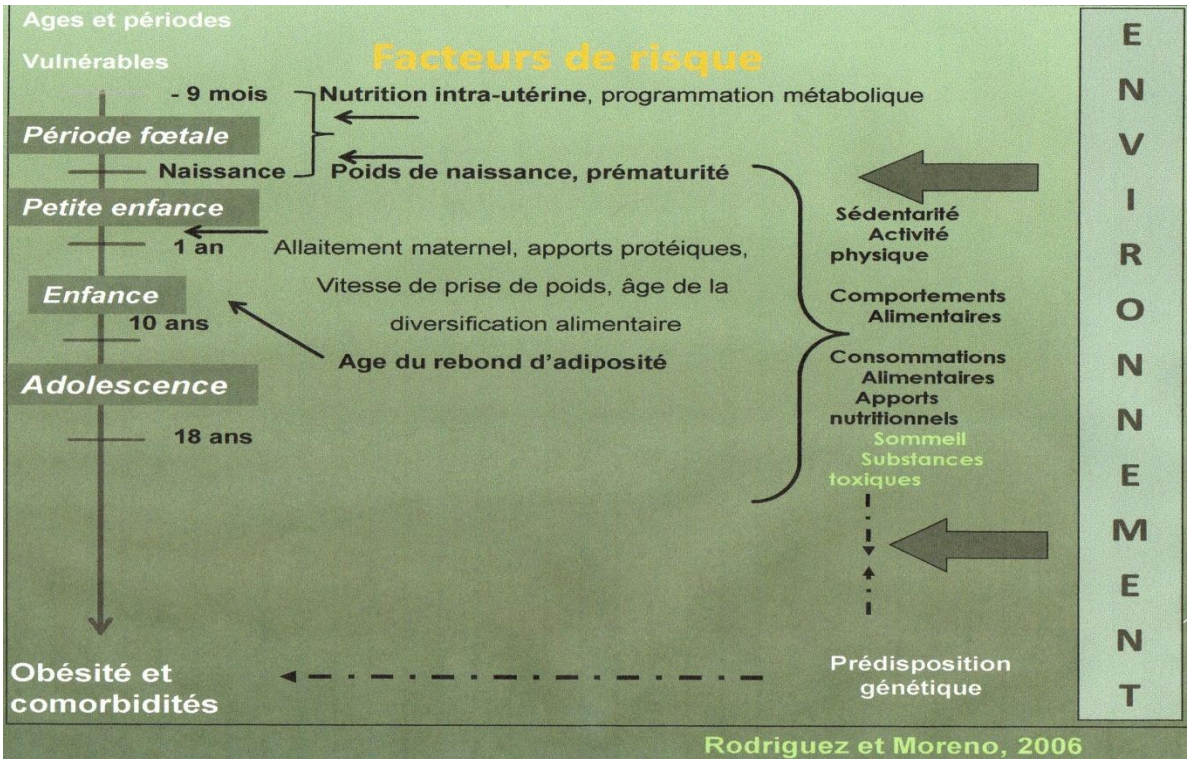 Ages et périodes
Vulnérables
Facteurs de risque
- 9 mois
Nutrition intra-utérine, programmation métabolique
Période fœtale
Naissance
Poids de naissance, prématurité
Petite enfance
1 an
Allaitement maternel, apports protéiques,
Vitesse de prise de poids, âge de la
diversification alimentaire
Enfance
10 ans
Age du rebond d'adiposité
Adolescence
18 ans
Sédentarité
Activité
physique
Comportements
Alimentaires
Consommations
Alimentaires
Apports
nutritionnels
Sommeil
Substances
toxiques
Obésité et
comorbidités
Prédisposition
génétique
ENVIRONNEMENT
Rodriguez et Moreno, 2006